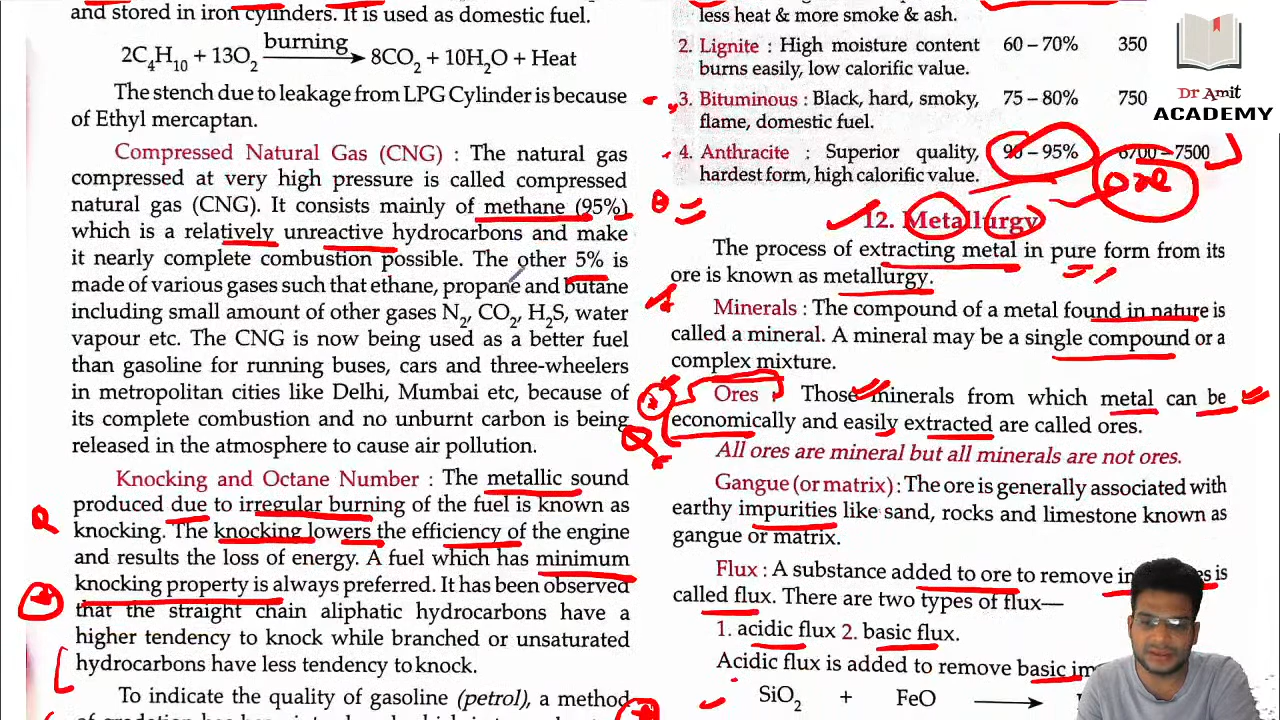 and stored in iron cylinders. It is used as domestic fuel.
2C4H10 + 13O2 burning 8CO2 + 10H2O + Heat
The stench due to leakage from LPG Cylinder is because
of Ethyl mercaptan.
Compressed Natural Gas (CNG) : The natural gas
compressed at very high pressure is called compressed
natural gas (CNG). It consists mainly of methane (95%)
which is a relatively unreactive hydrocarbons and make
it nearly complete combustion possible. The other 5% is
made of various gases such that ethane, propane and butane
including small amount of other gases N2, CO2, H2S, water
vapour etc. The CNG is now being used as a better fuel
than gasoline for running buses, cars and three-wheelers
in metropolitan cities like Delhi, Mumbai etc, because of
its complete combustion and no unburnt carbon is being
released in the atmosphere to cause air pollution.
Knocking and Octane Number : The metallic sound
produced due to irregular burning of the fuel is known as
knocking. The knocking lowers the efficiency of the engine
and results the loss of energy. A fuel which has minimum
knocking property is always preferred. It has been observed
that the straight chain aliphatic hydrocarbons have a
higher tendency to knock while branched or unsaturated
hydrocarbons have less tendency to knock.
To indicate the quality of gasoline (petrol), a method
less heat & more smoke & ash.
2. Lignite : High moisture content 60 – 70% 350
burns easily, low calorific value.
3. Bituminous : Black, hard, smoky, 75 – 80% 750
flame, domestic fuel.
4. Anthracite : Superior quality, 90 – 95% 6700 – 7500
hardest form, high calorific value.
ore
12. Metallurgy
The process of extracting metal in pure form from its
ore is known as metallurgy.
Minerals : The compound of a metal found in nature is
called a mineral. A mineral may be a single compound or a
complex mixture.
Ores : Those minerals from which metal can be
economically and easily extracted are called ores.
All ores are mineral but all minerals are not ores.
Gangue (or matrix) : The ore is generally associated with
earthy impurities like sand, rocks and limestone known as
gangue or matrix.
Flux : A substance added to ore to remove is
called flux. There are two types of flux—
1. acidic flux 2. basic flux.
Acidic flux is added to remove basic
SiO2 + FeO
Dr Amit
ACADEMY